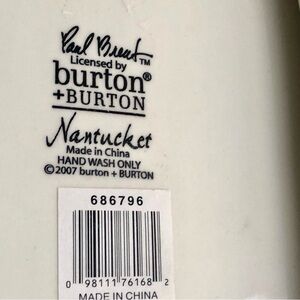 Paul Brent™
Licensed by
burton®
+BURTON
Nantucket
Made in China
HAND WASH ONLY
©2007 burton + BURTON
686796
0 98111 76168 2
MADE IN CHINA